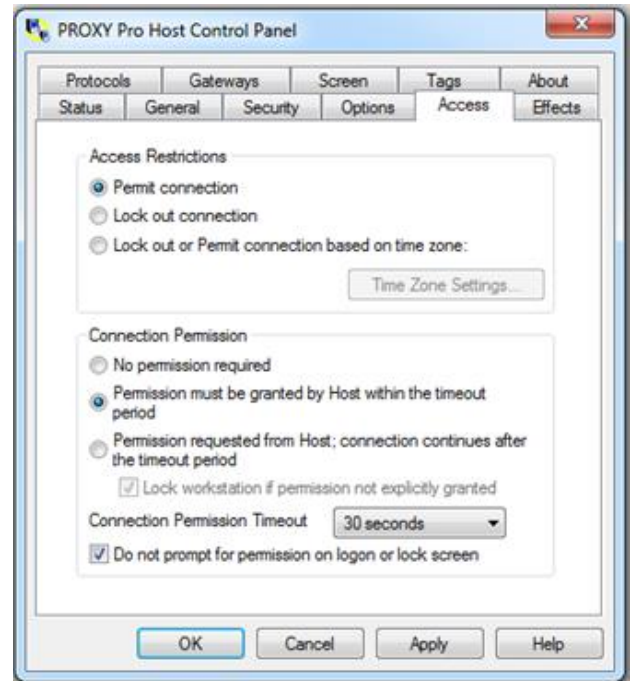 PROXY Pro Host Control Panel
Protocols Gateways Screen Tags About
Status General Security Options Access Effects
Access Restrictions
Permit connection
Lock out connection
Lock out or Permit connection based on time zone:
Time Zone Settings...
Connection Permission
No permission required
Permission must be granted by Host within the timeout
period
Permission requested from Host; connection continues after
the timeout period
Lock workstation if permission not explicitly granted
Connection Permission Timeout 30 seconds
Do not prompt for permission on logon or lock screen
OK Cancel Apply Help